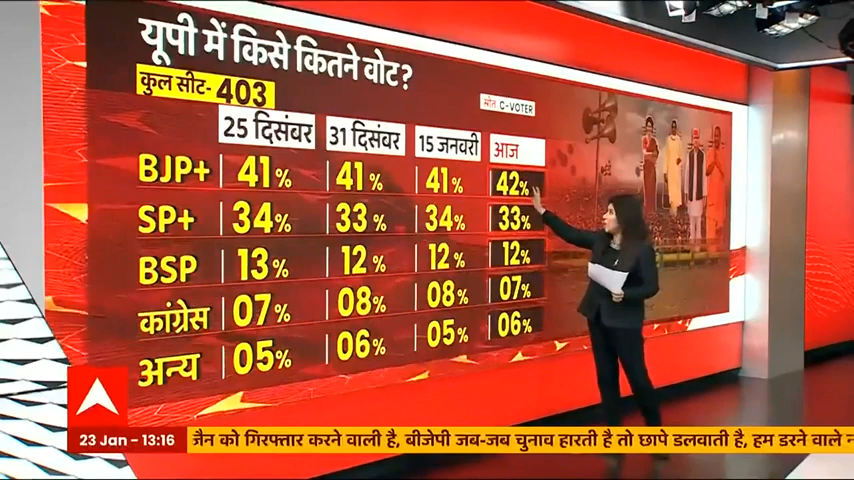 यूपी में किसे कितने वोट?
कुल सीट- 403
स्रोत C-VOTER
25 दिसंबर 31 दिसंबर 15 जनवरी आज
BJP+ 41% 41% 41% 42%
SP+ 34% 33% 34% 33%
BSP 13% 12% 12% 12%
कांग्रेस 07% 08% 08% 07%
अन्य 05% 06% 05% 06%
23 Jan - 13:16 जैन को गिरफ्तार करने वाली है, बीजेपी जब-जब चुनाव हारती है तो छापे डलवाती है, हम डरने वाले